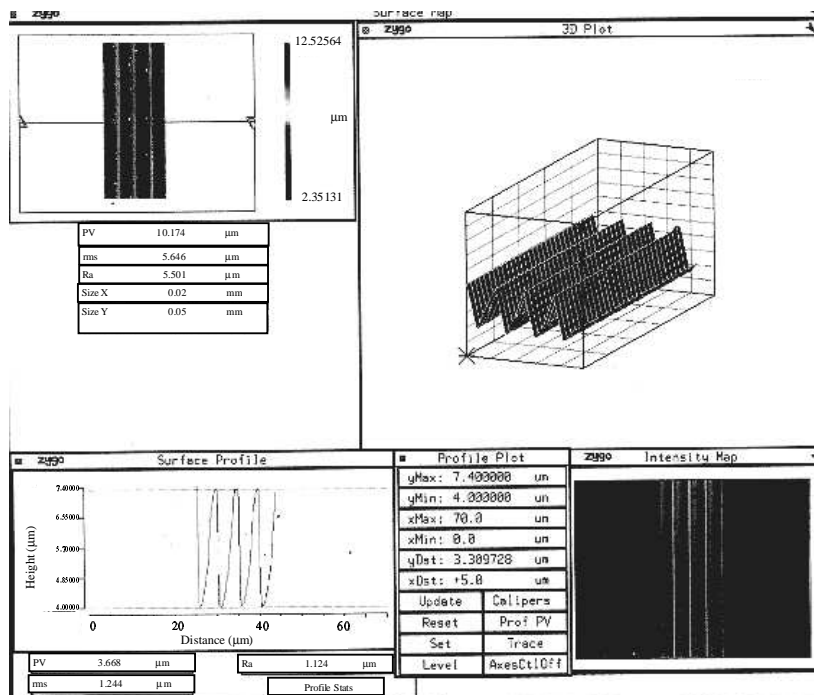 zygo
Surface Map
12.52564
µm
2.35131
PV 10.174 µm
rms 5.646 µm
Ra 5.501 µm
Size X 0.02 mm
Size Y 0.05 mm
zygo 3D Plot
zygo Surface Profile
Height (µm)
7.40000
6.55000
5.70000
4.85000
4.00000
0 20 40 60
Distance (µm)
PV 3.668 µm
rms 1.244 µm
Ra 1.124 µm
Profile Stats
Profile Plot
yMax: 7.400000 um
yMin: 4.000000 um
xMax: 70.0 um
xMin: 0.0 um
yDst: 3.309728 um
xDst: +5.0 um
Update Calipers
Reset Prof PV
Set Trace
Level AxesCtlOff
zygo Intensity Map